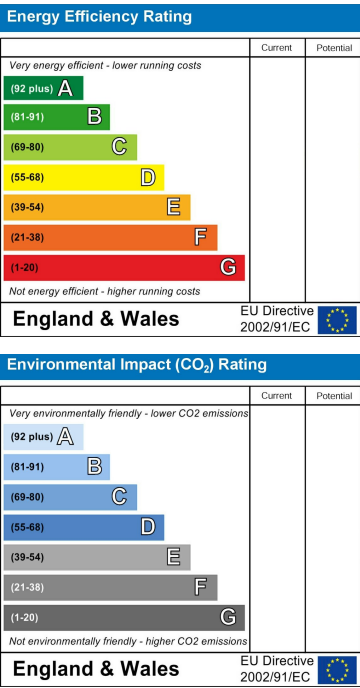 Energy Efficiency Rating
Current Potential
Very energy efficient - lower running costs
(92 plus) A
(81-91) B
(69-80) C
(55-68) D
(39-54) E
(21-38) F
(1-20) G
Not energy efficient - higher running costs
England & Wales
EU Directive
2002/91/EC
Environmental Impact (CO₂) Rating
Current Potential
Very environmentally friendly - lower CO2 emissions
(92 plus) A
(81-91) B
(69-80) C
(55-68) D
(39-54) E
(21-38) F
(1-20) G
Not environmentally friendly - higher CO2 emissions
England & Wales
EU Directive
2002/91/EC